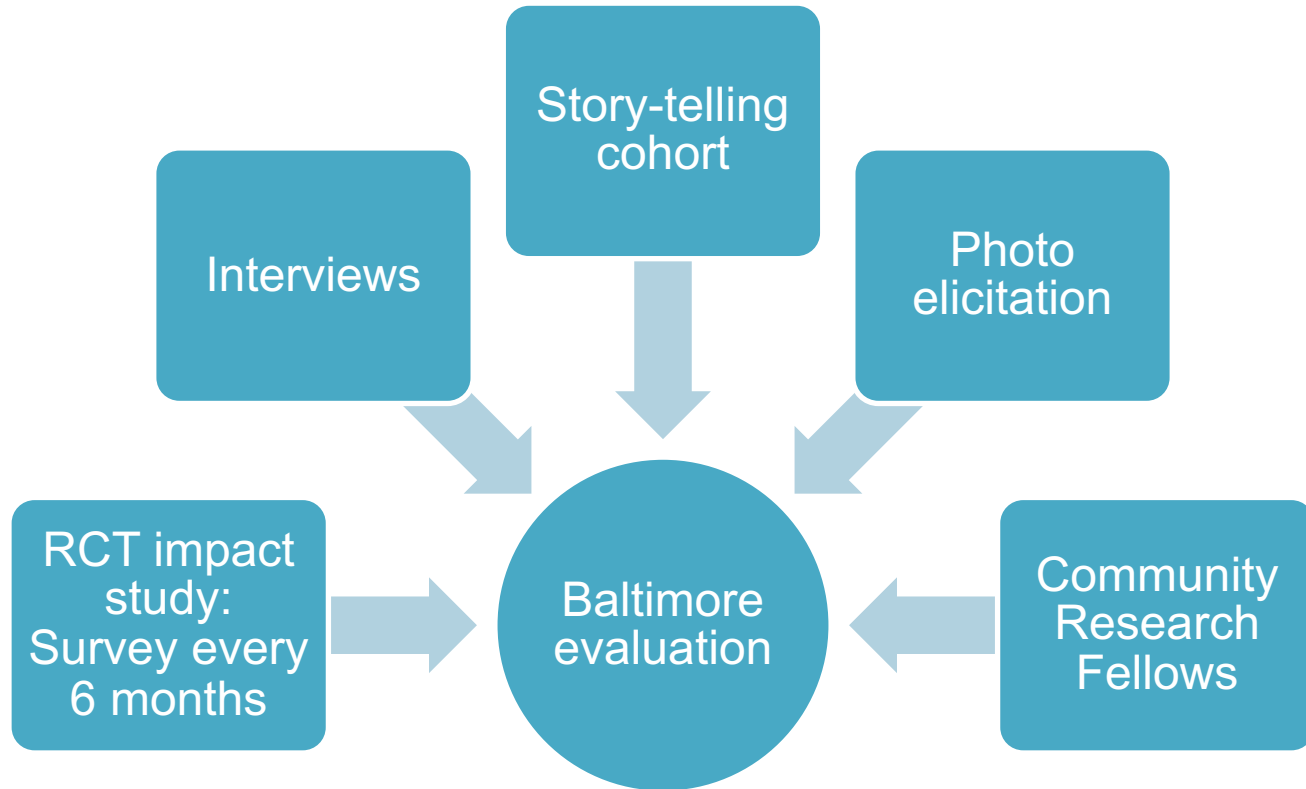 Story-telling
cohort
Interviews
Photo
elicitation
RCT impact
study:
Survey every
6 months
Baltimore
evaluation
Community
Research
Fellows